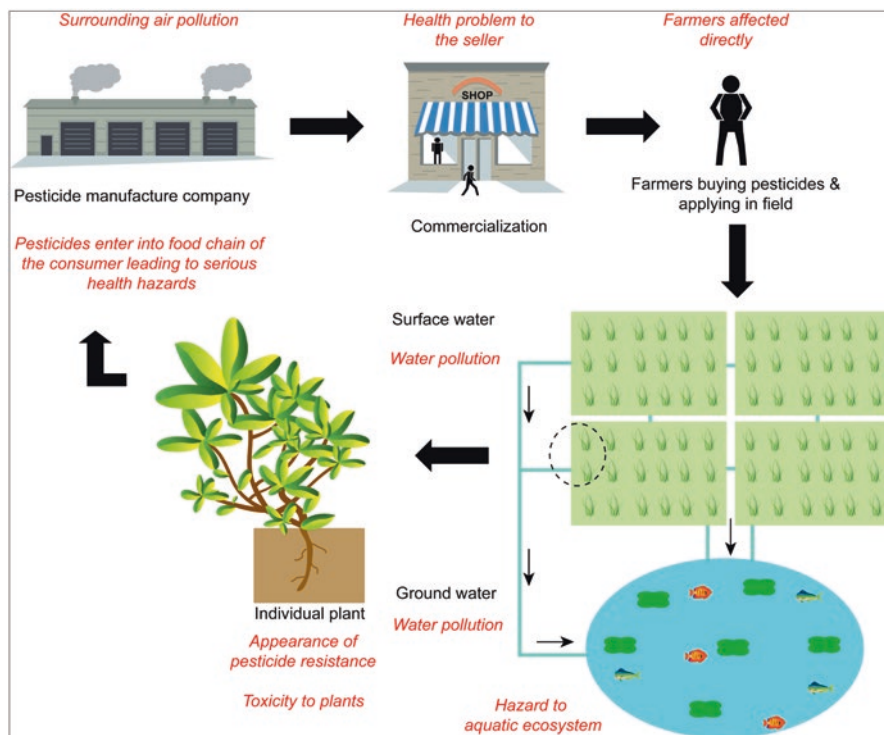 Surrounding air pollution
Health problem to
the seller
Farmers affected
directly
SHOP
Pesticide manufacture company
Commercialization
Farmers buying pesticides &
applying in field
Pesticides enter into food chain of
the consumer leading to serious
health hazards
Surface water
Water pollution
Ground water
Water pollution
Individual plant
Appearance of
pesticide resistance
Toxicity to plants
Hazard to
aquatic ecosystem